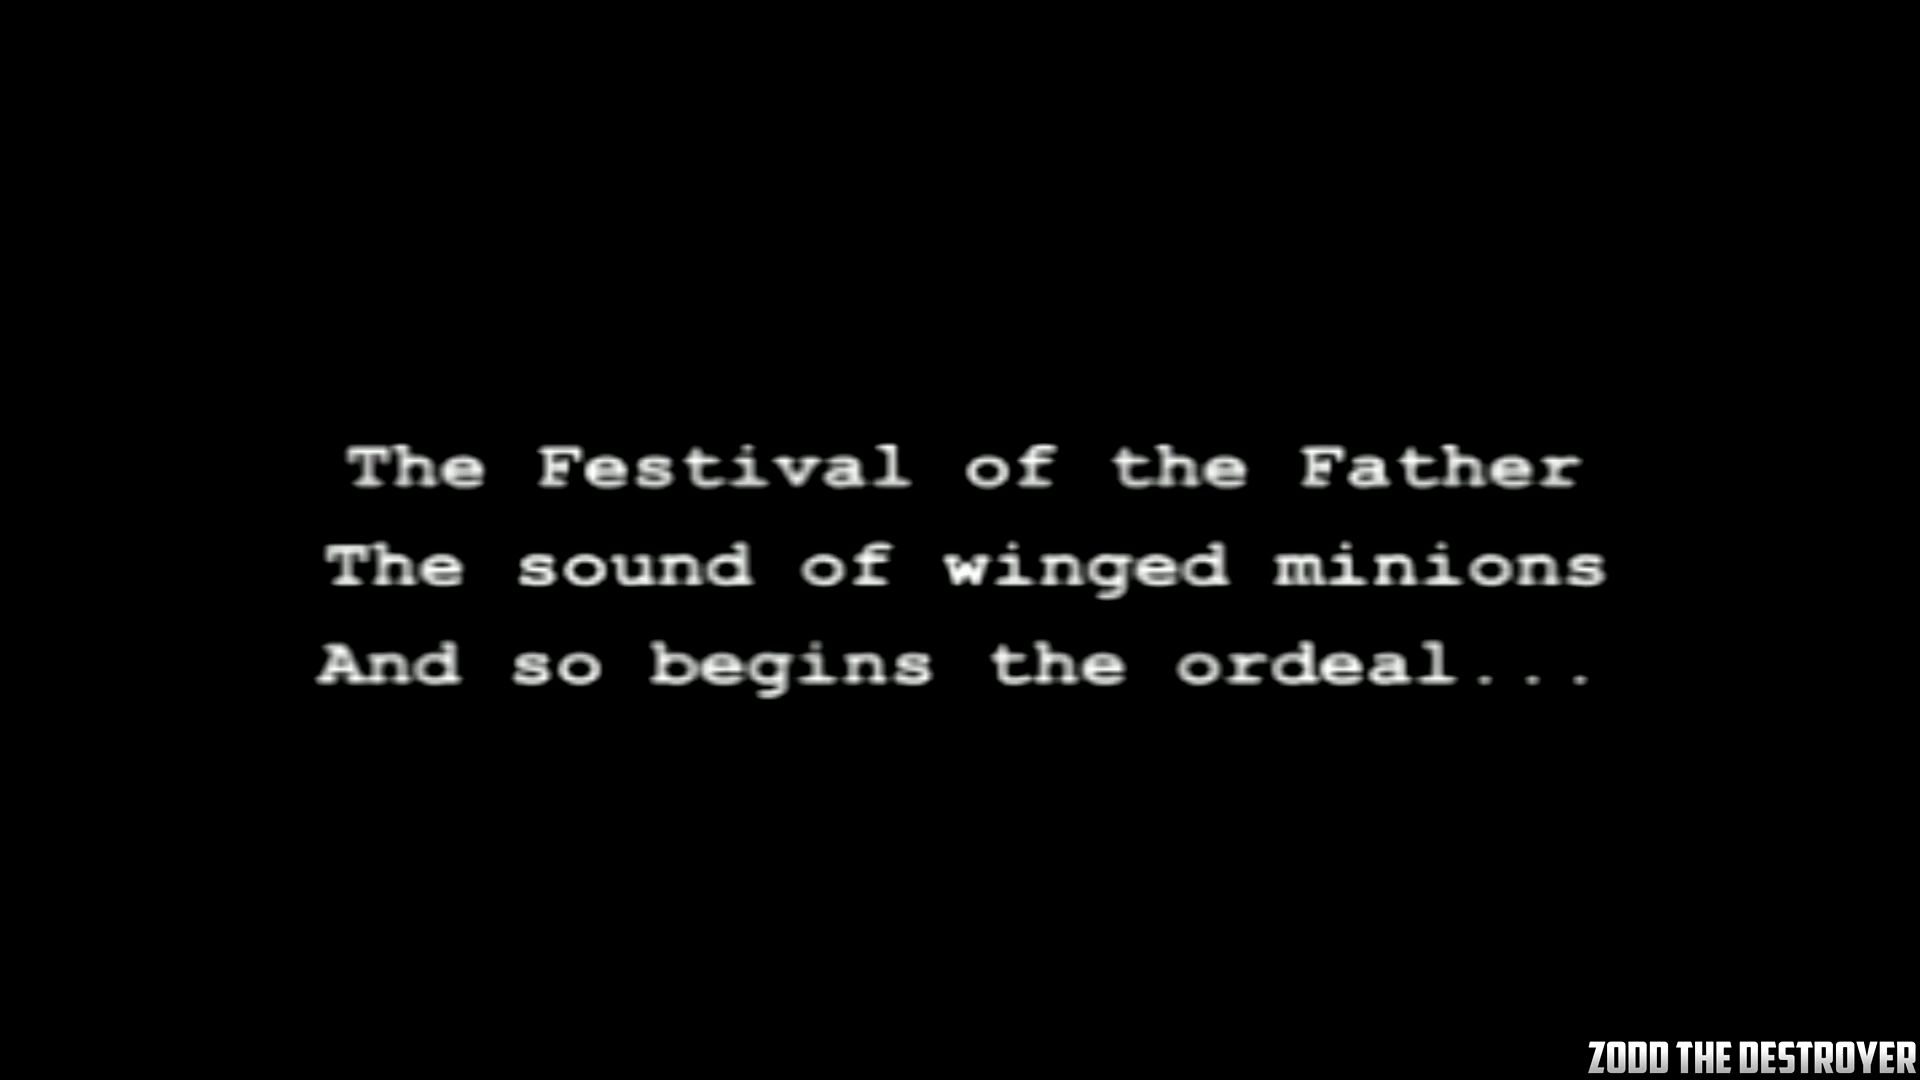 The Festival of the Father
The sound of winged minions
And so begins the ordeal...
ZODD THE DESTROYER